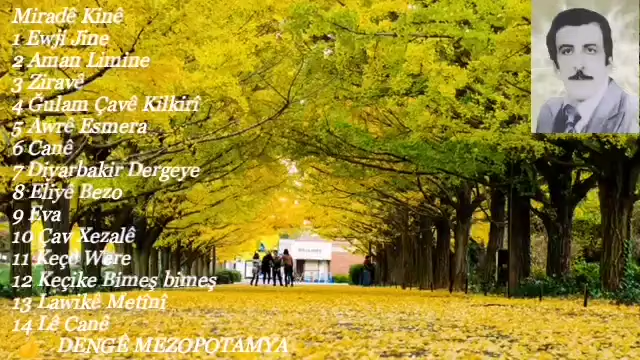 Miradê Kinê
1 Ewji Jine
2 Aman Limine
3 Ziravê
4 Ğulam Çavê Kilkirî
5 Awrê Esmera
6 Canê
7 Diyarbakir Dergeye
8 Eliyê Bezo
9 Eva
10 Çav Xezalê
11 Keçê Were
12 Keçike Bimeş bimeş
13 Lawikê Metînî
14 Lê Canê
DENGÊ MEZOPOTAMYA